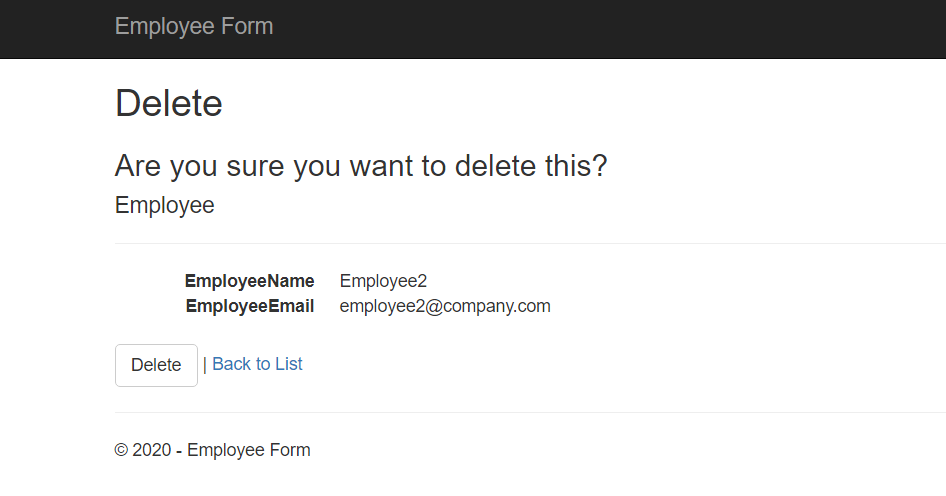 Employee Form
Delete
Are you sure you want to delete this?
Employee
EmployeeName Employee2
EmployeeEmail employee2@company.com
Delete | Back to List
© 2020 - Employee Form